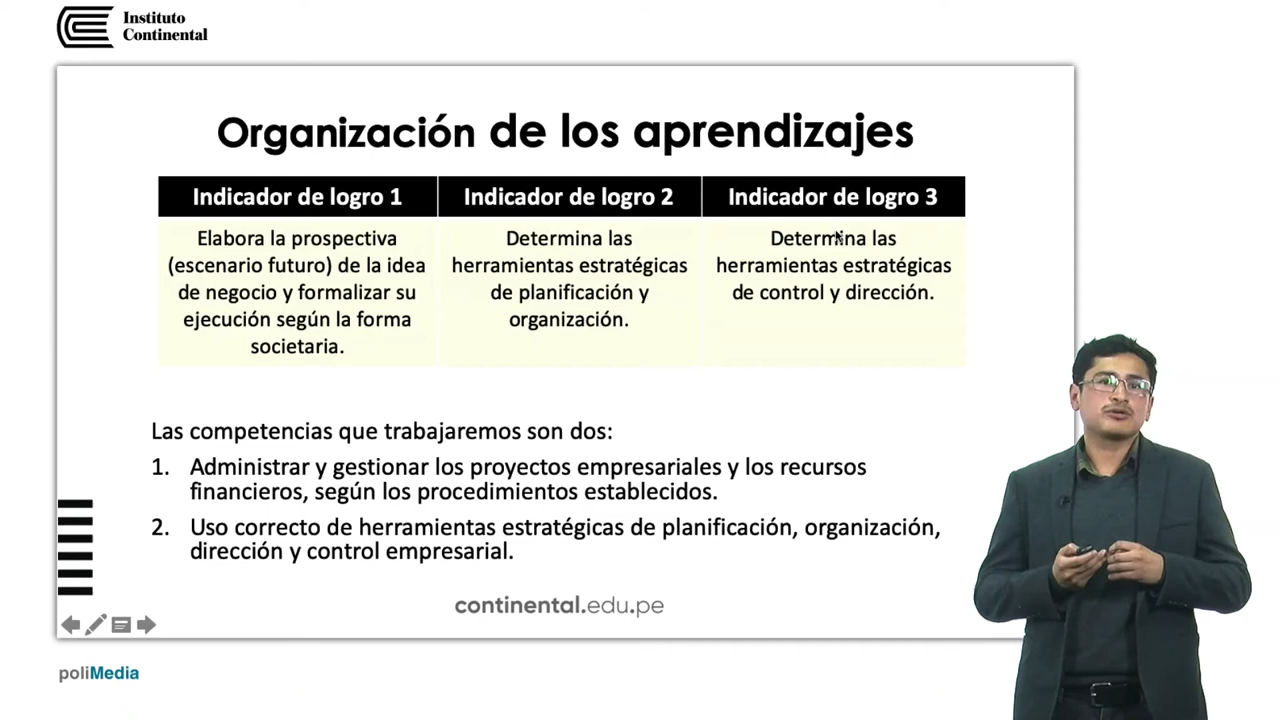 Instituto
Continental
Organización de los aprendizajes
Indicador de logro 1
Indicador de logro 2
Indicador de logro 3
Elabora la prospectiva
(escenario futuro) de la idea
de negocio y formalizar su
ejecución según la forma
societaria.
Determina las
herramientas estratégicas
de planificación y
organización.
Determina las
herramientas estratégicas
de control y dirección.
Las competencias que trabajaremos son dos:
1. Administrar y gestionar los proyectos empresariales y los recursos
financieros, según los procedimientos establecidos.
2. Uso correcto de herramientas estratégicas de planificación, organización,
dirección y control empresarial.
continental.edu.pe
poliMedia